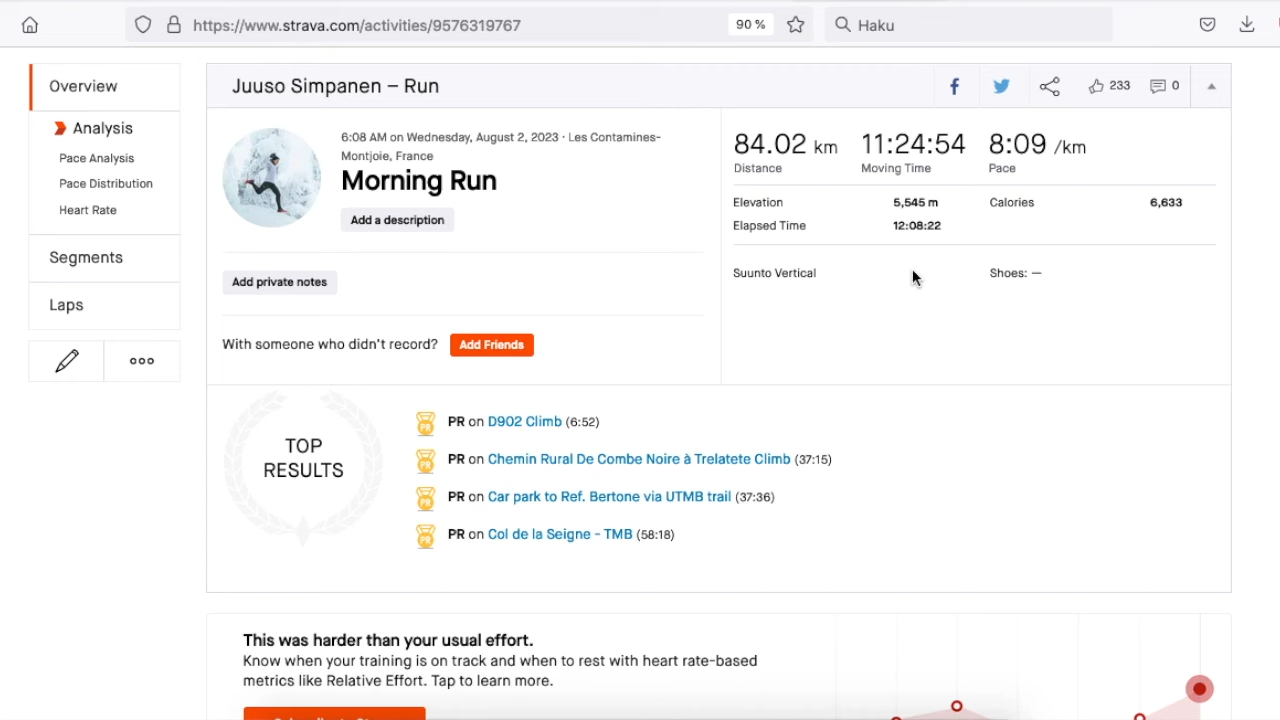 https://www.strava.com/activities/9576319767
90 %
Haku
Overview
Analysis
Pace Analysis
Pace Distribution
Heart Rate
Segments
Laps
Juuso Simpanen – Run
233
0
6:08 AM on Wednesday, August 2, 2023 · Les Contamines-
Montjoie, France
Morning Run
Add a description
Add private notes
With someone who didn't record? Add Friends
84.02 km 11:24:54 8:09 /km
Distance Moving Time Pace
Elevation 5,545 m Calories 6,633
Elapsed Time 12:08:22
Suunto Vertical Shoes: —
TOP
RESULTS
PR on D902 Climb (6:52)
PR on Chemin Rural De Combe Noire à Trelatete Climb (37:15)
PR on Car park to Ref. Bertone via UTMB trail (37:36)
PR on Col de la Seigne - TMB (58:18)
This was harder than your usual effort.
Know when your training is on track and when to rest with heart rate-based
metrics like Relative Effort. Tap to learn more.